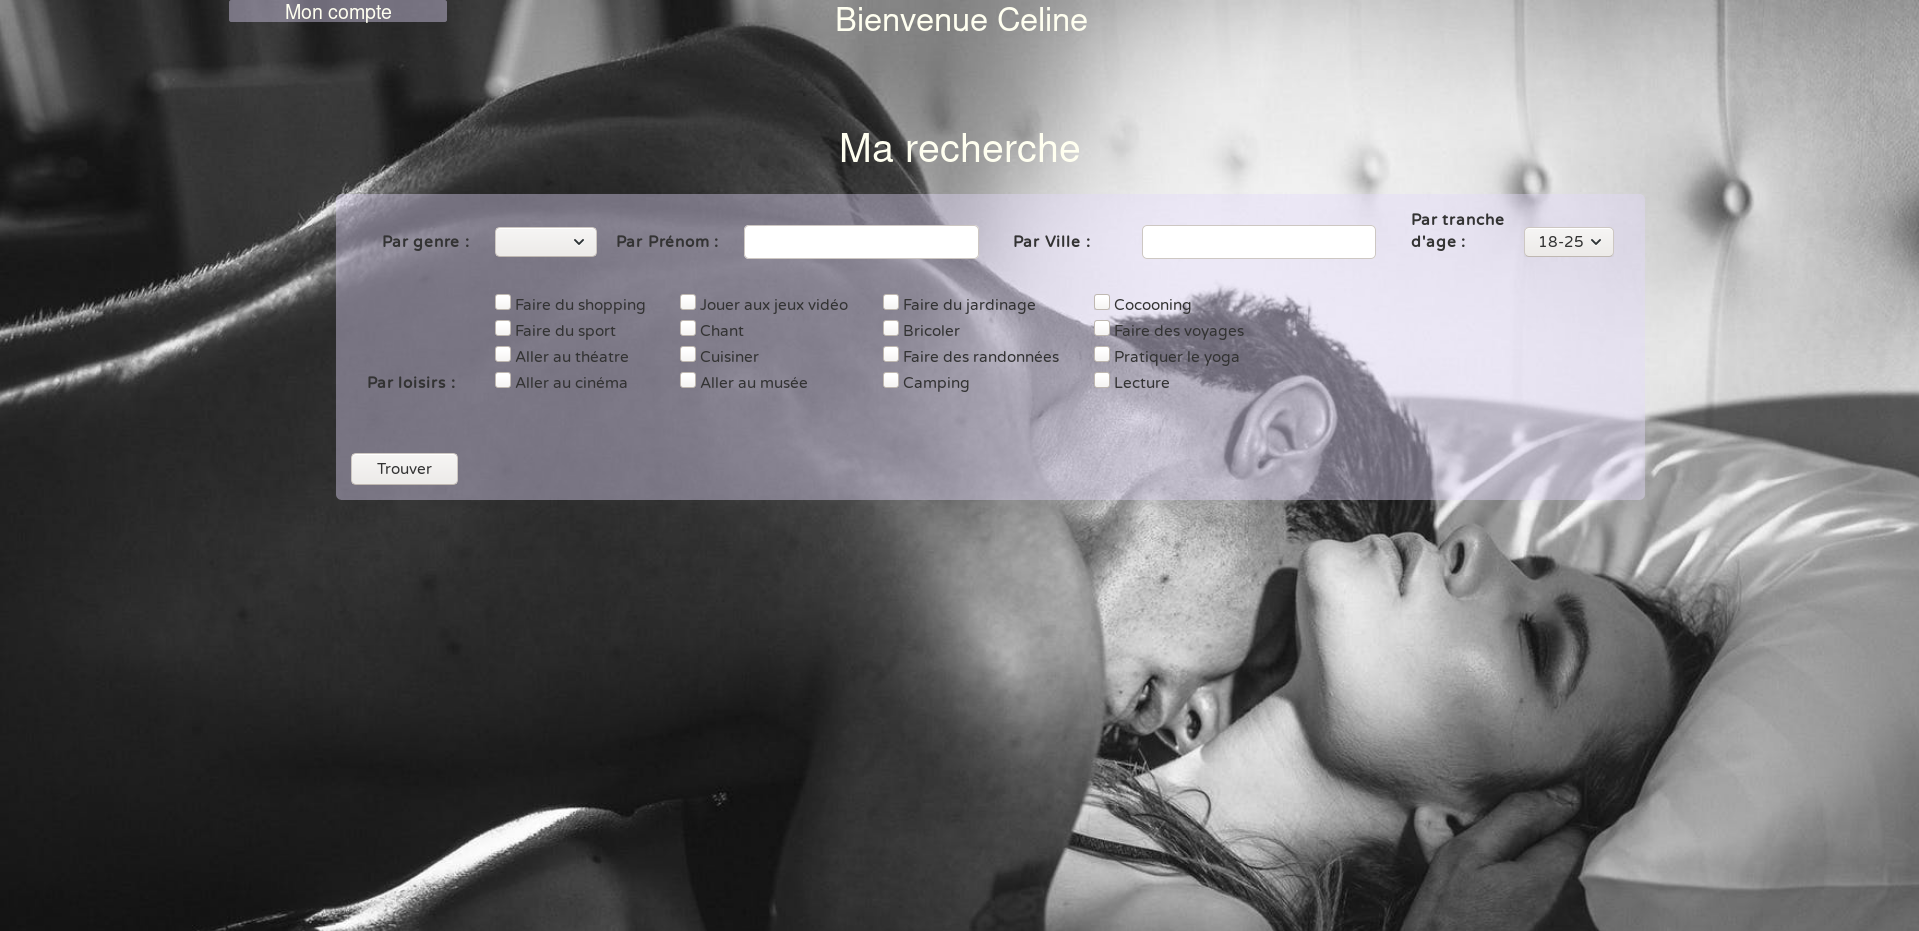 Mon compte
Bienvenue Celine
Ma recherche
Par genre :
Par Prénom :
Par Ville :
Par tranche
d'age :
18-25
Faire du shopping
Jouer aux jeux vidéo
Faire du jardinage
Cocooning
Faire du sport
Chant
Bricoler
Faire des voyages
Aller au théatre
Cuisiner
Faire des randonnées
Pratiquer le yoga
Par loisirs :
Aller au cinéma
Aller au musée
Camping
Lecture
Trouver